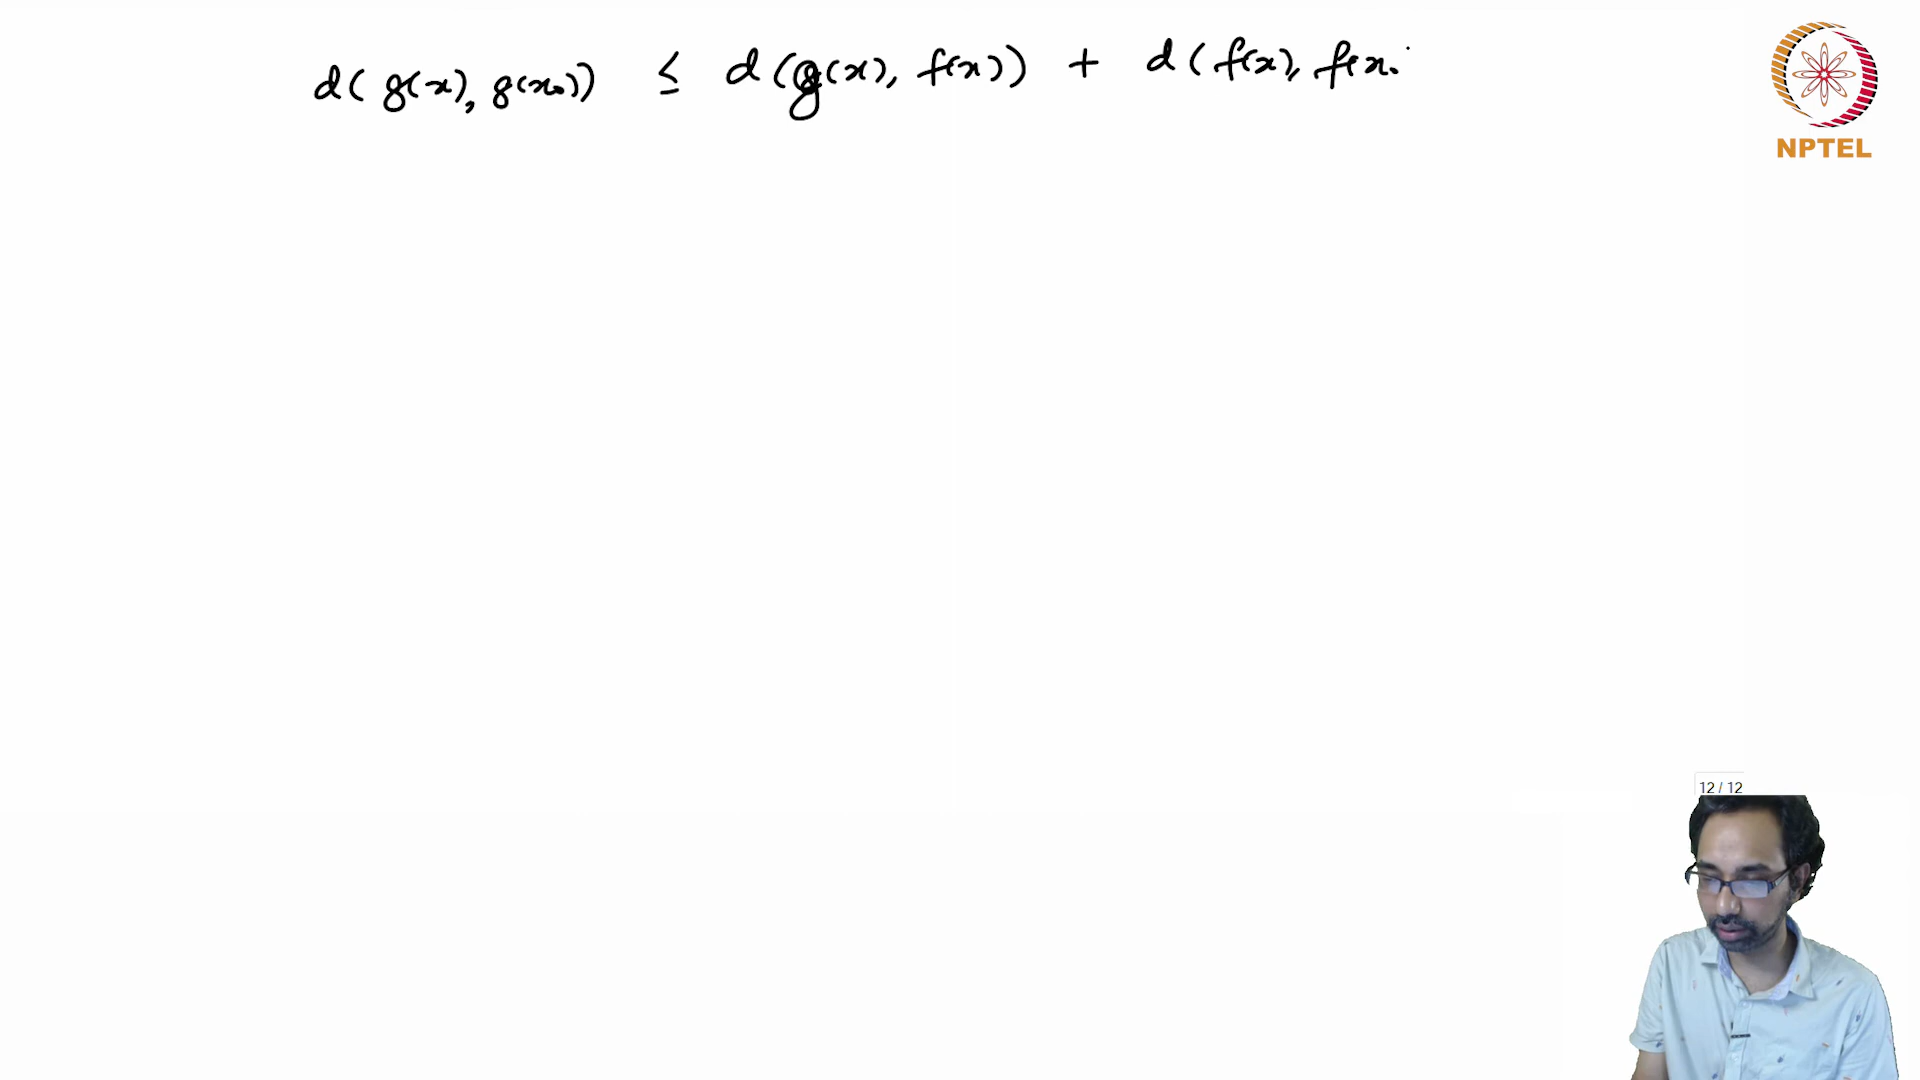 d( g(x), g(x₀)) ≤ d(g(x), f(x)) + d( f(x), f(x₀
NPTEL
12 / 12